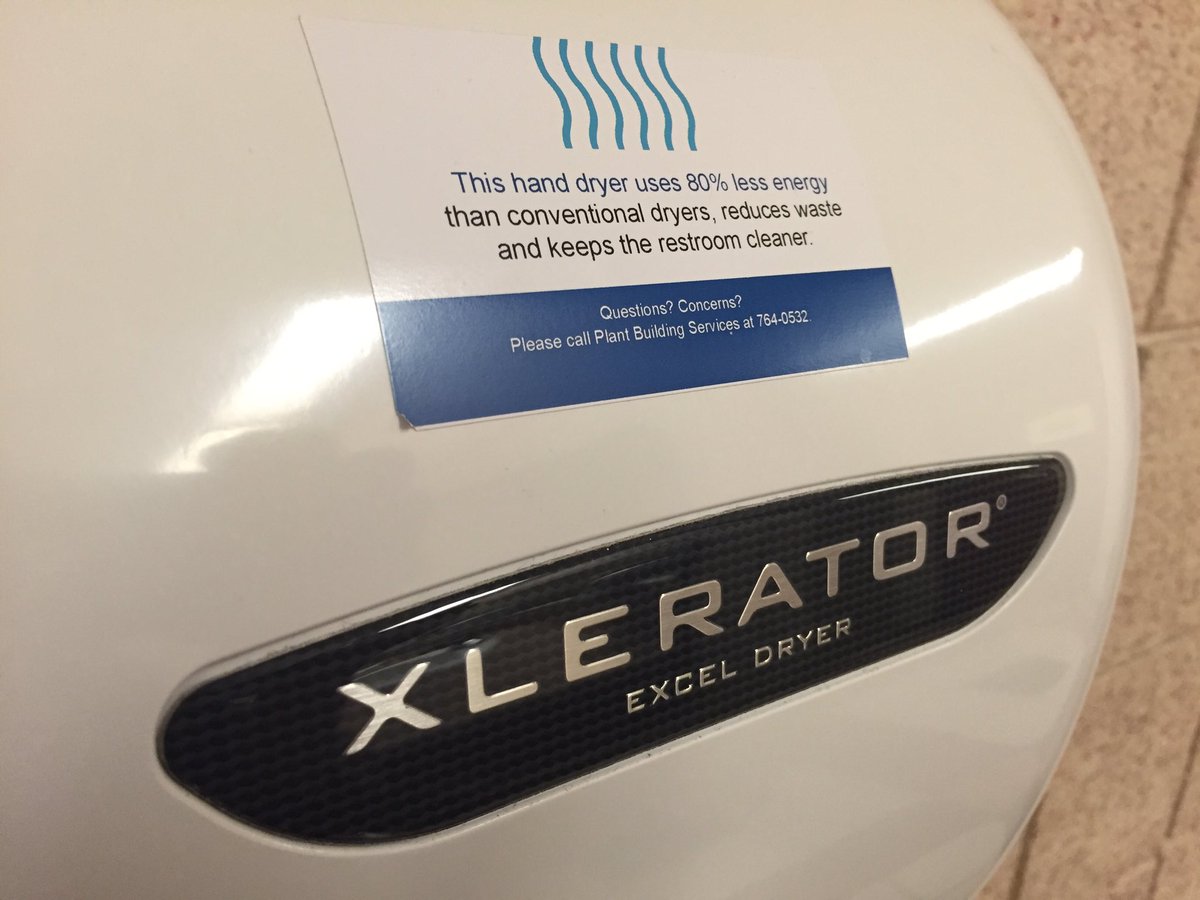 This hand dryer uses 80% less energy
than conventional dryers, reduces waste
and keeps the restroom cleaner.
Questions? Concerns?
Please call Plant Building Services at 764-0532.
XLERATOR®
EXCEL DRYER